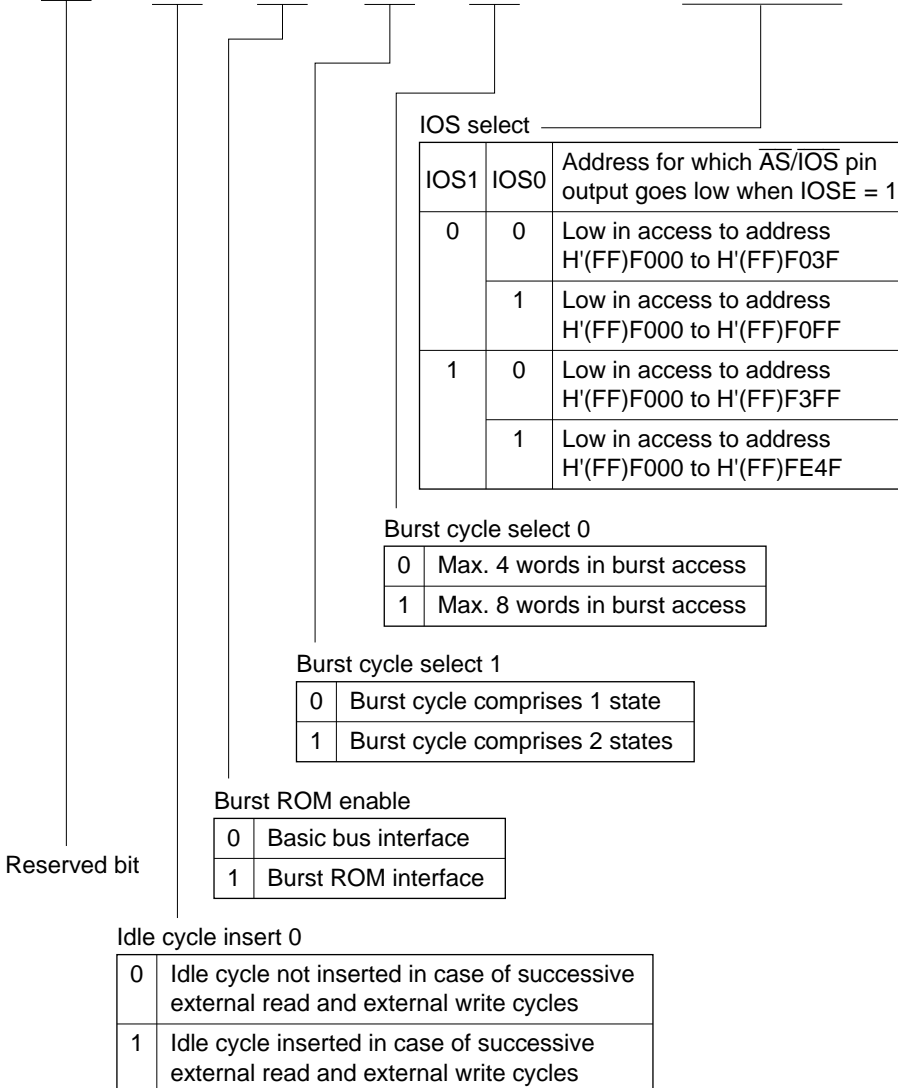 IOS select
IOS1 IOS0 Address for which AS/IOS pin
output goes low when IOSE = 1
0 0 Low in access to address
H'(FF)F000 to H'(FF)F03F
1 Low in access to address
H'(FF)F000 to H'(FF)F0FF
1 0 Low in access to address
H'(FF)F000 to H'(FF)F3FF
1 Low in access to address
H'(FF)F000 to H'(FF)FE4F
Burst cycle select 0
0 Max. 4 words in burst access
1 Max. 8 words in burst access
Burst cycle select 1
0 Burst cycle comprises 1 state
1 Burst cycle comprises 2 states
Burst ROM enable
0 Basic bus interface
1 Burst ROM interface
Reserved bit
Idle cycle insert 0
0 Idle cycle not inserted in case of successive
external read and external write cycles
1 Idle cycle inserted in case of successive
external read and external write cycles